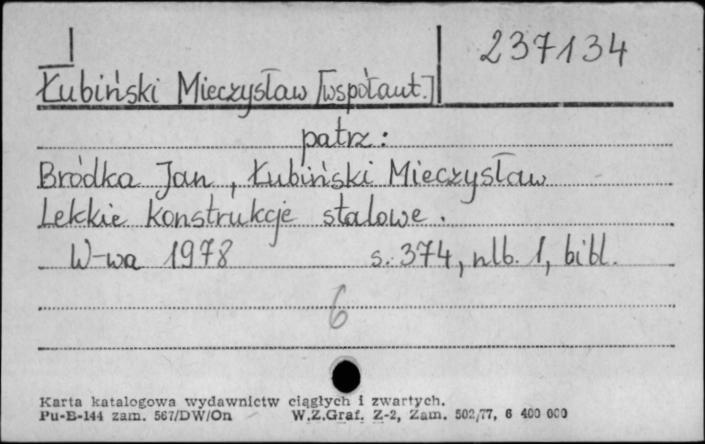 237134
Łubiński Mieczysław [współaut.]
patrz:
Bródka Jan, Łubiński Mieczysław
Lekkie konstrukcje stalowe.
W-wa 1978 s. 374, nlb. 1, bibl.
6
Karta katalogowa wydawnictw ciągłych i zwartych.
Pu-B-144 zam. 567/DW/On W.Z.Graf. Z-2, Zam. 502/77, 6 400 000